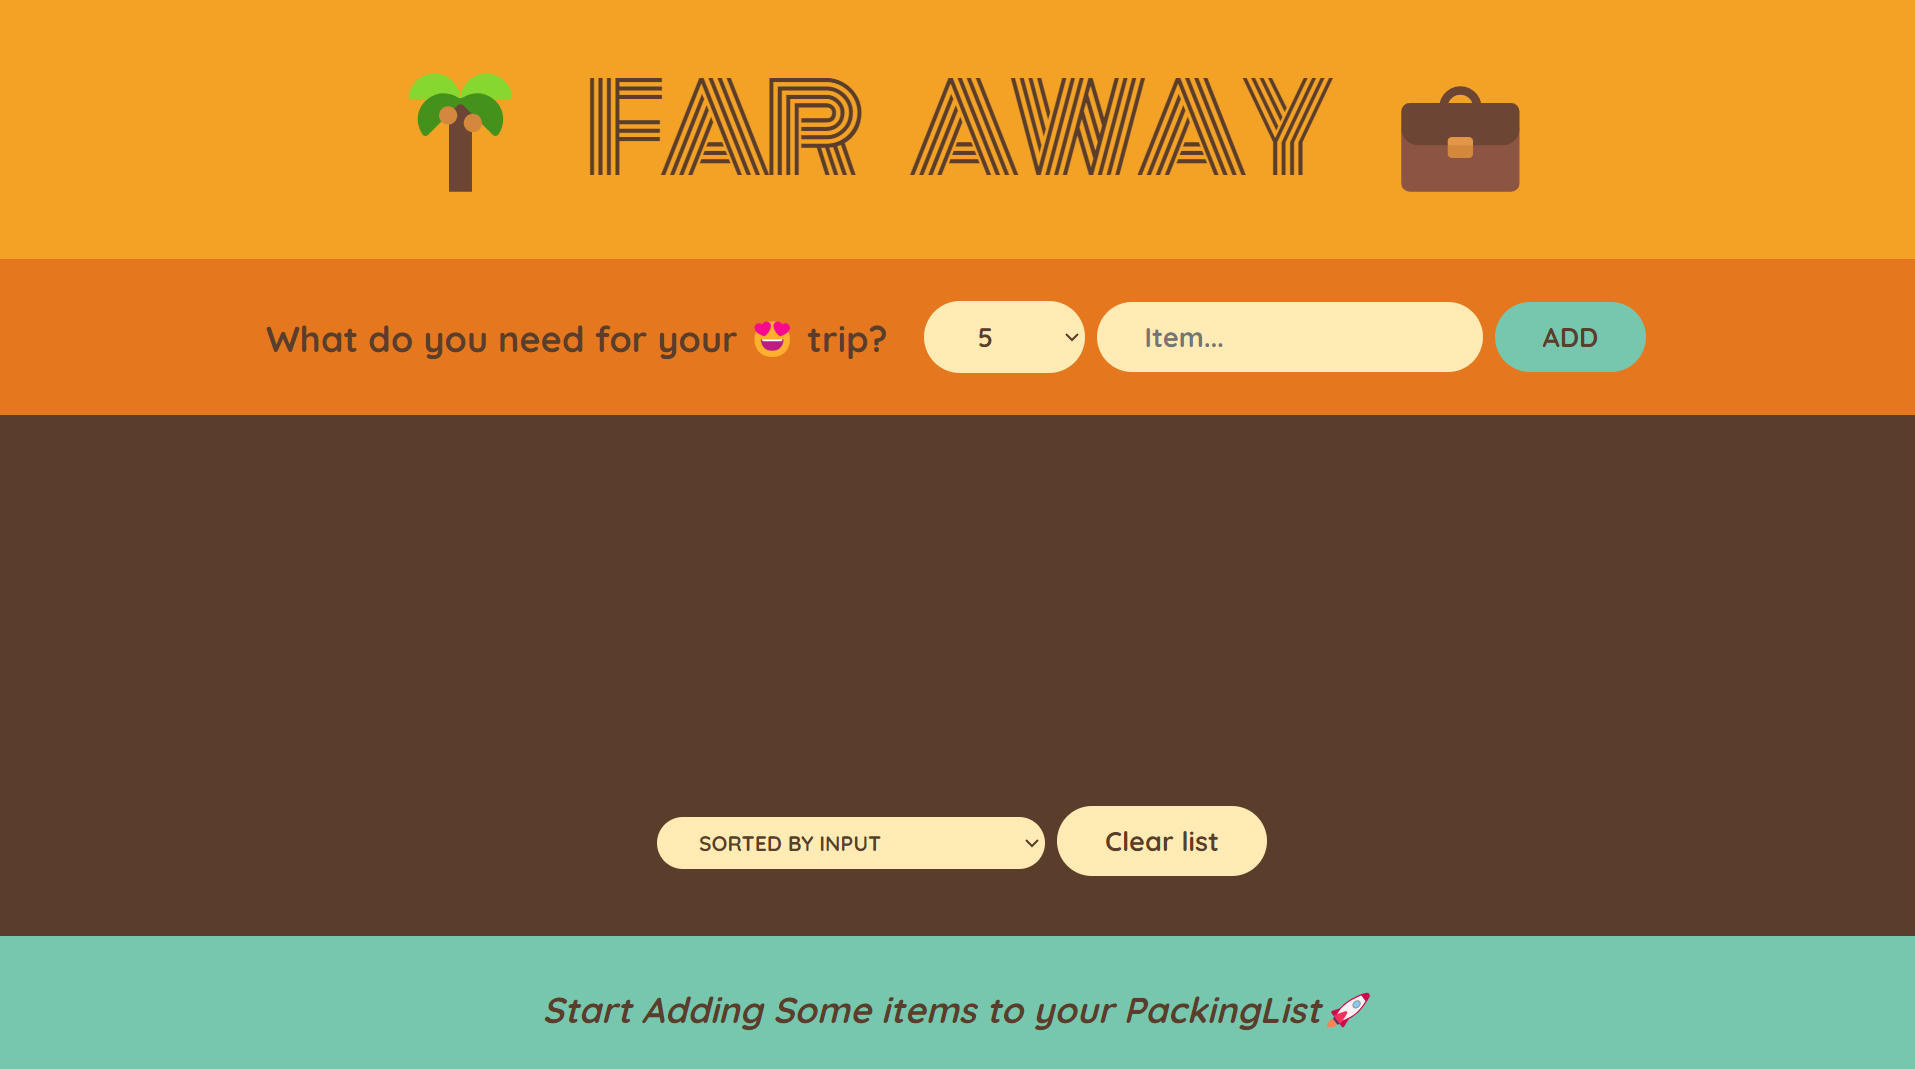 FAR AWAY
What do you need for your 😍 trip? 5 Item... ADD
SORTED BY INPUT Clear list
Start Adding Some items to your PackingList🚀